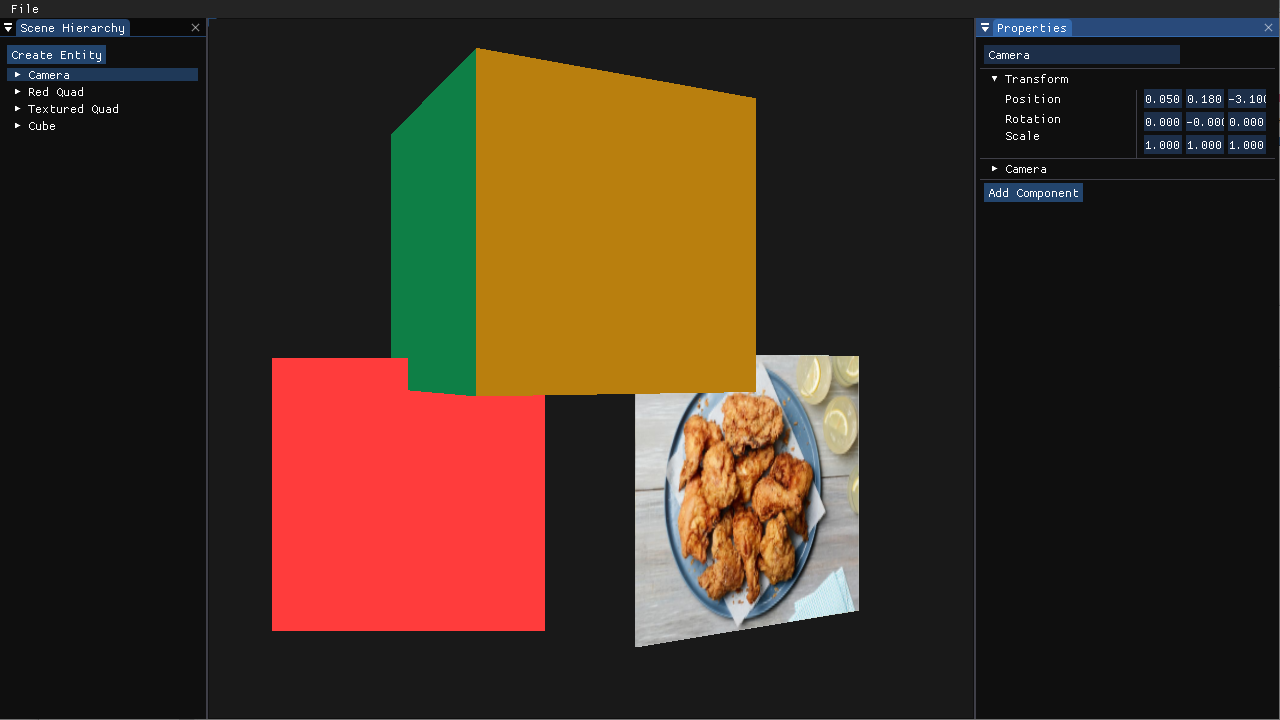 File
Scene Hierarchy
Create Entity
Camera
Red Quad
Textured Quad
Cube
Properties
Camera
Transform
Position 0.050 0.180 -3.10
Rotation 0.000 -0.00 0.000
Scale 1.000 1.000 1.000
Camera
Add Component